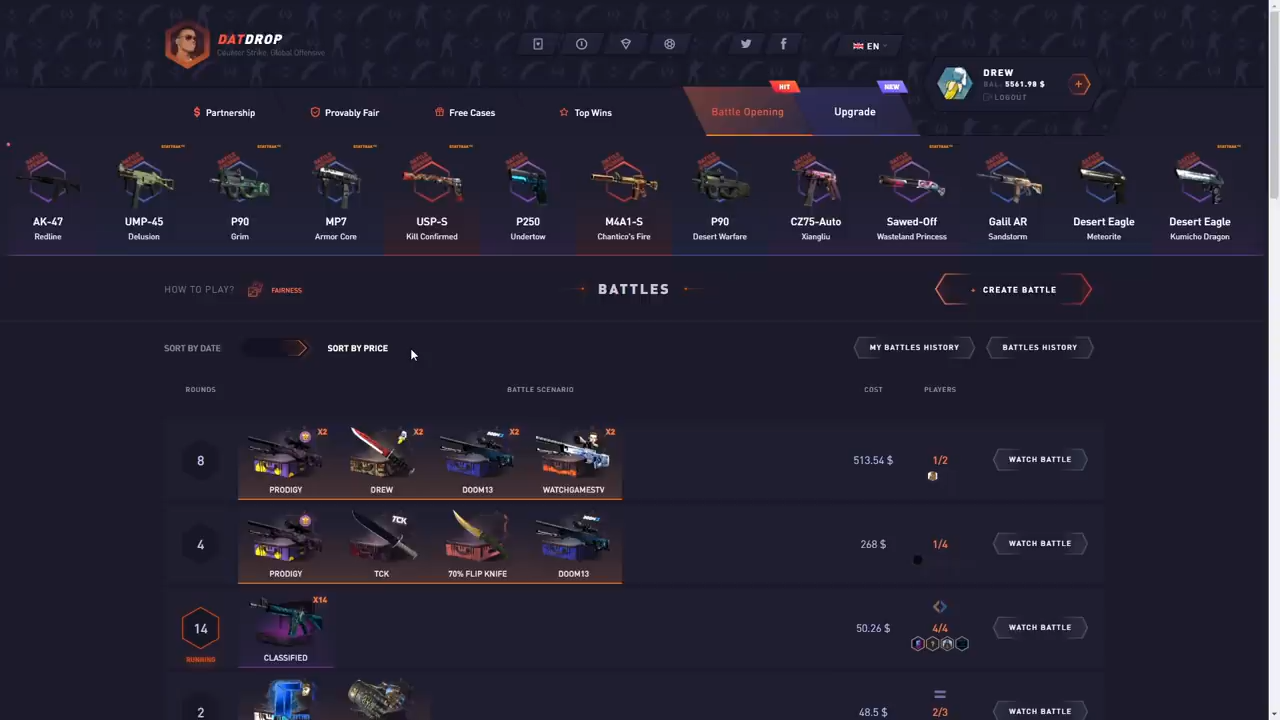 DATDROP
Counter Strike: Global Offensive
EN
DREW
BAL: 5561.98 $
LOGOUT
HIT
NEW
Partnership
Provably Fair
Free Cases
Top Wins
Battle Opening
Upgrade
AK-47
Redline
UMP-45
Delusion
P90
Grim
MP7
Armor Core
USP-S
Kill Confirmed
P250
Undertow
M4A1-S
Chantico's Fire
P90
Desert Warfare
CZ75-Auto
Xiangliu
Sawed-Off
Wasteland Princess
Galil AR
Sandstorm
Desert Eagle
Meteorite
Desert Eagle
Kumicho Dragon
HOW TO PLAY?
FAIRNESS
BATTLES
+ CREATE BATTLE
SORT BY DATE
SORT BY PRICE
MY BATTLES HISTORY
BATTLES HISTORY
ROUNDS
BATTLE SCENARIO
COST
PLAYERS
8
X2
PRODIGY
X2
DREW
X2
DOOM13
X2
WATCHGAMESTV
513.54 $
1/2
WATCH BATTLE
4
PRODIGY
TCK
TCK
70% FLIP KNIFE
DOOM13
268 $
1/4
WATCH BATTLE
14
RUNNING
X14
CLASSIFIED
50.26 $
4/4
WATCH BATTLE
2
48.5 $
2/3
WATCH BATTLE